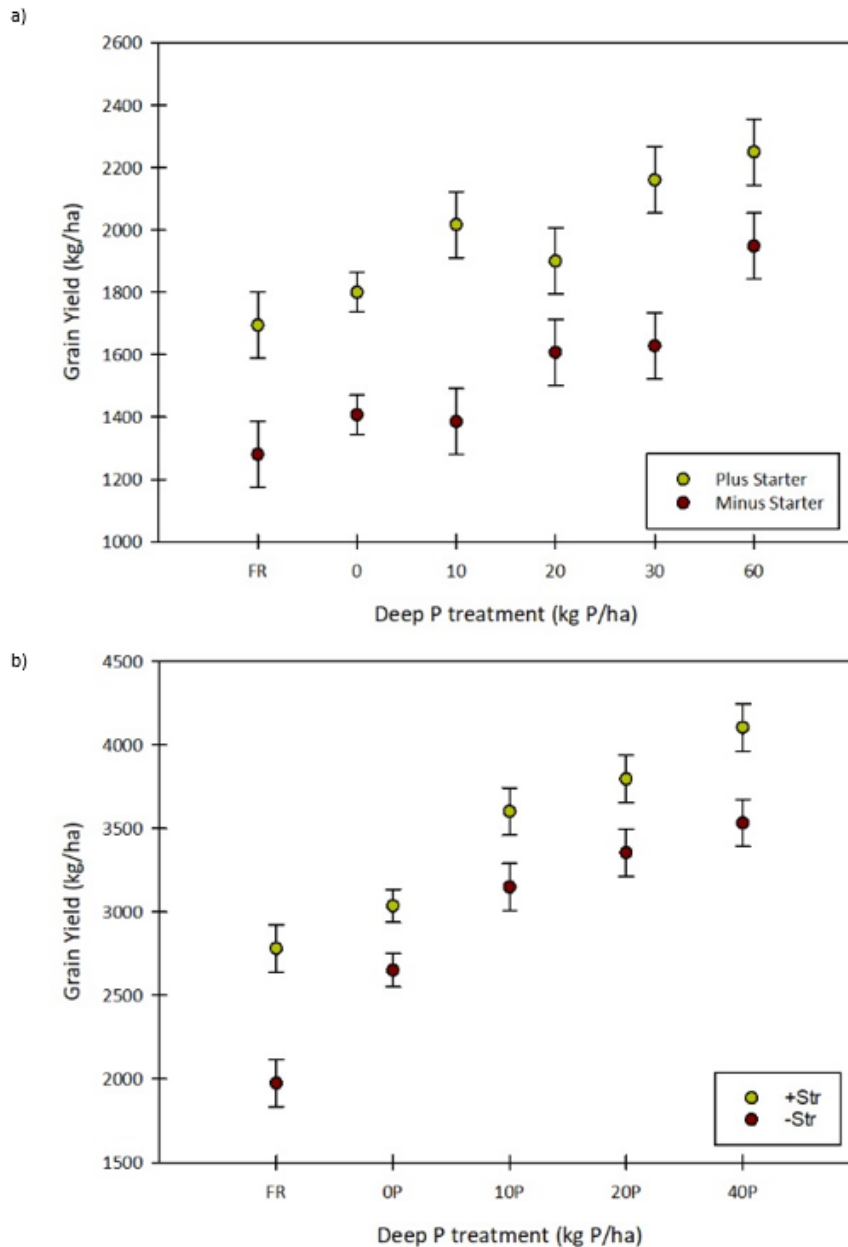 a)
2600
2400
2200
2000
1800
1600
1400
1200
1000
Grain Yield (kg/ha)
Plus Starter
Minus Starter
FR 0 10 20 30 60
Deep P treatment (kg P/ha)
b)
4500
4000
3500
3000
2500
2000
1500
Grain Yield (kg/ha)
+Str
-Str
FR 0P 10P 20P 40P
Deep P treatment (kg P/ha)